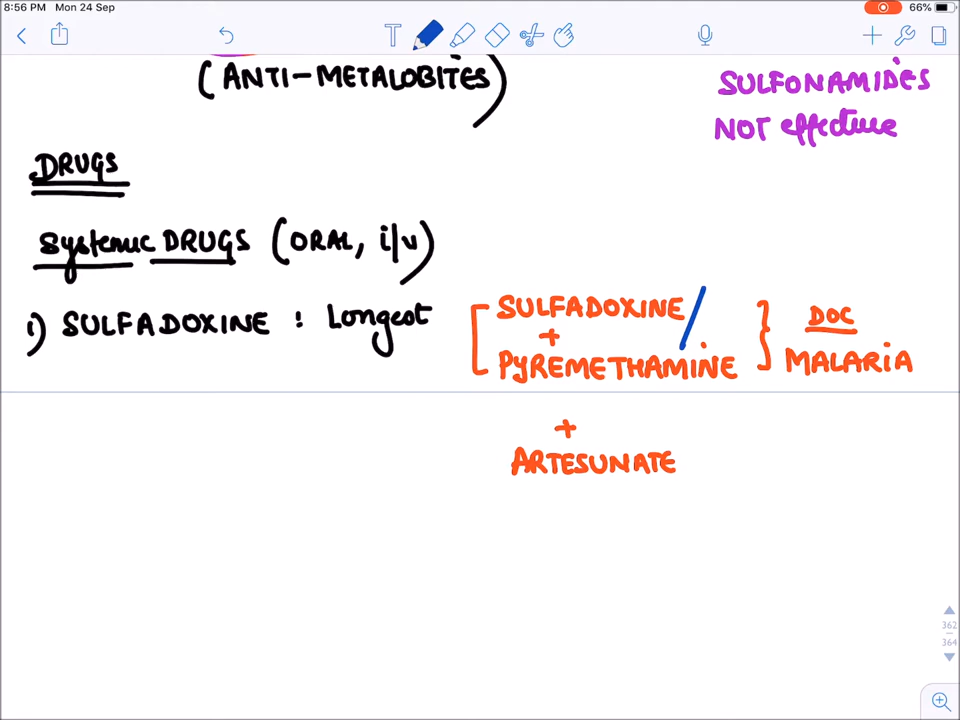 8:56 PM Mon 24 Sep
66%
T
(ANTI-METALOBITES)
SULFONAMIDES
NOT effective
DRUGS
Systemic DRUGS (ORAL, i/v)
1) SULFADOXINE : Longest
SULFADOXINE/
+
PYREMETHAMINE
DOC
MALARIA
+
ARTESUNATE
362
364